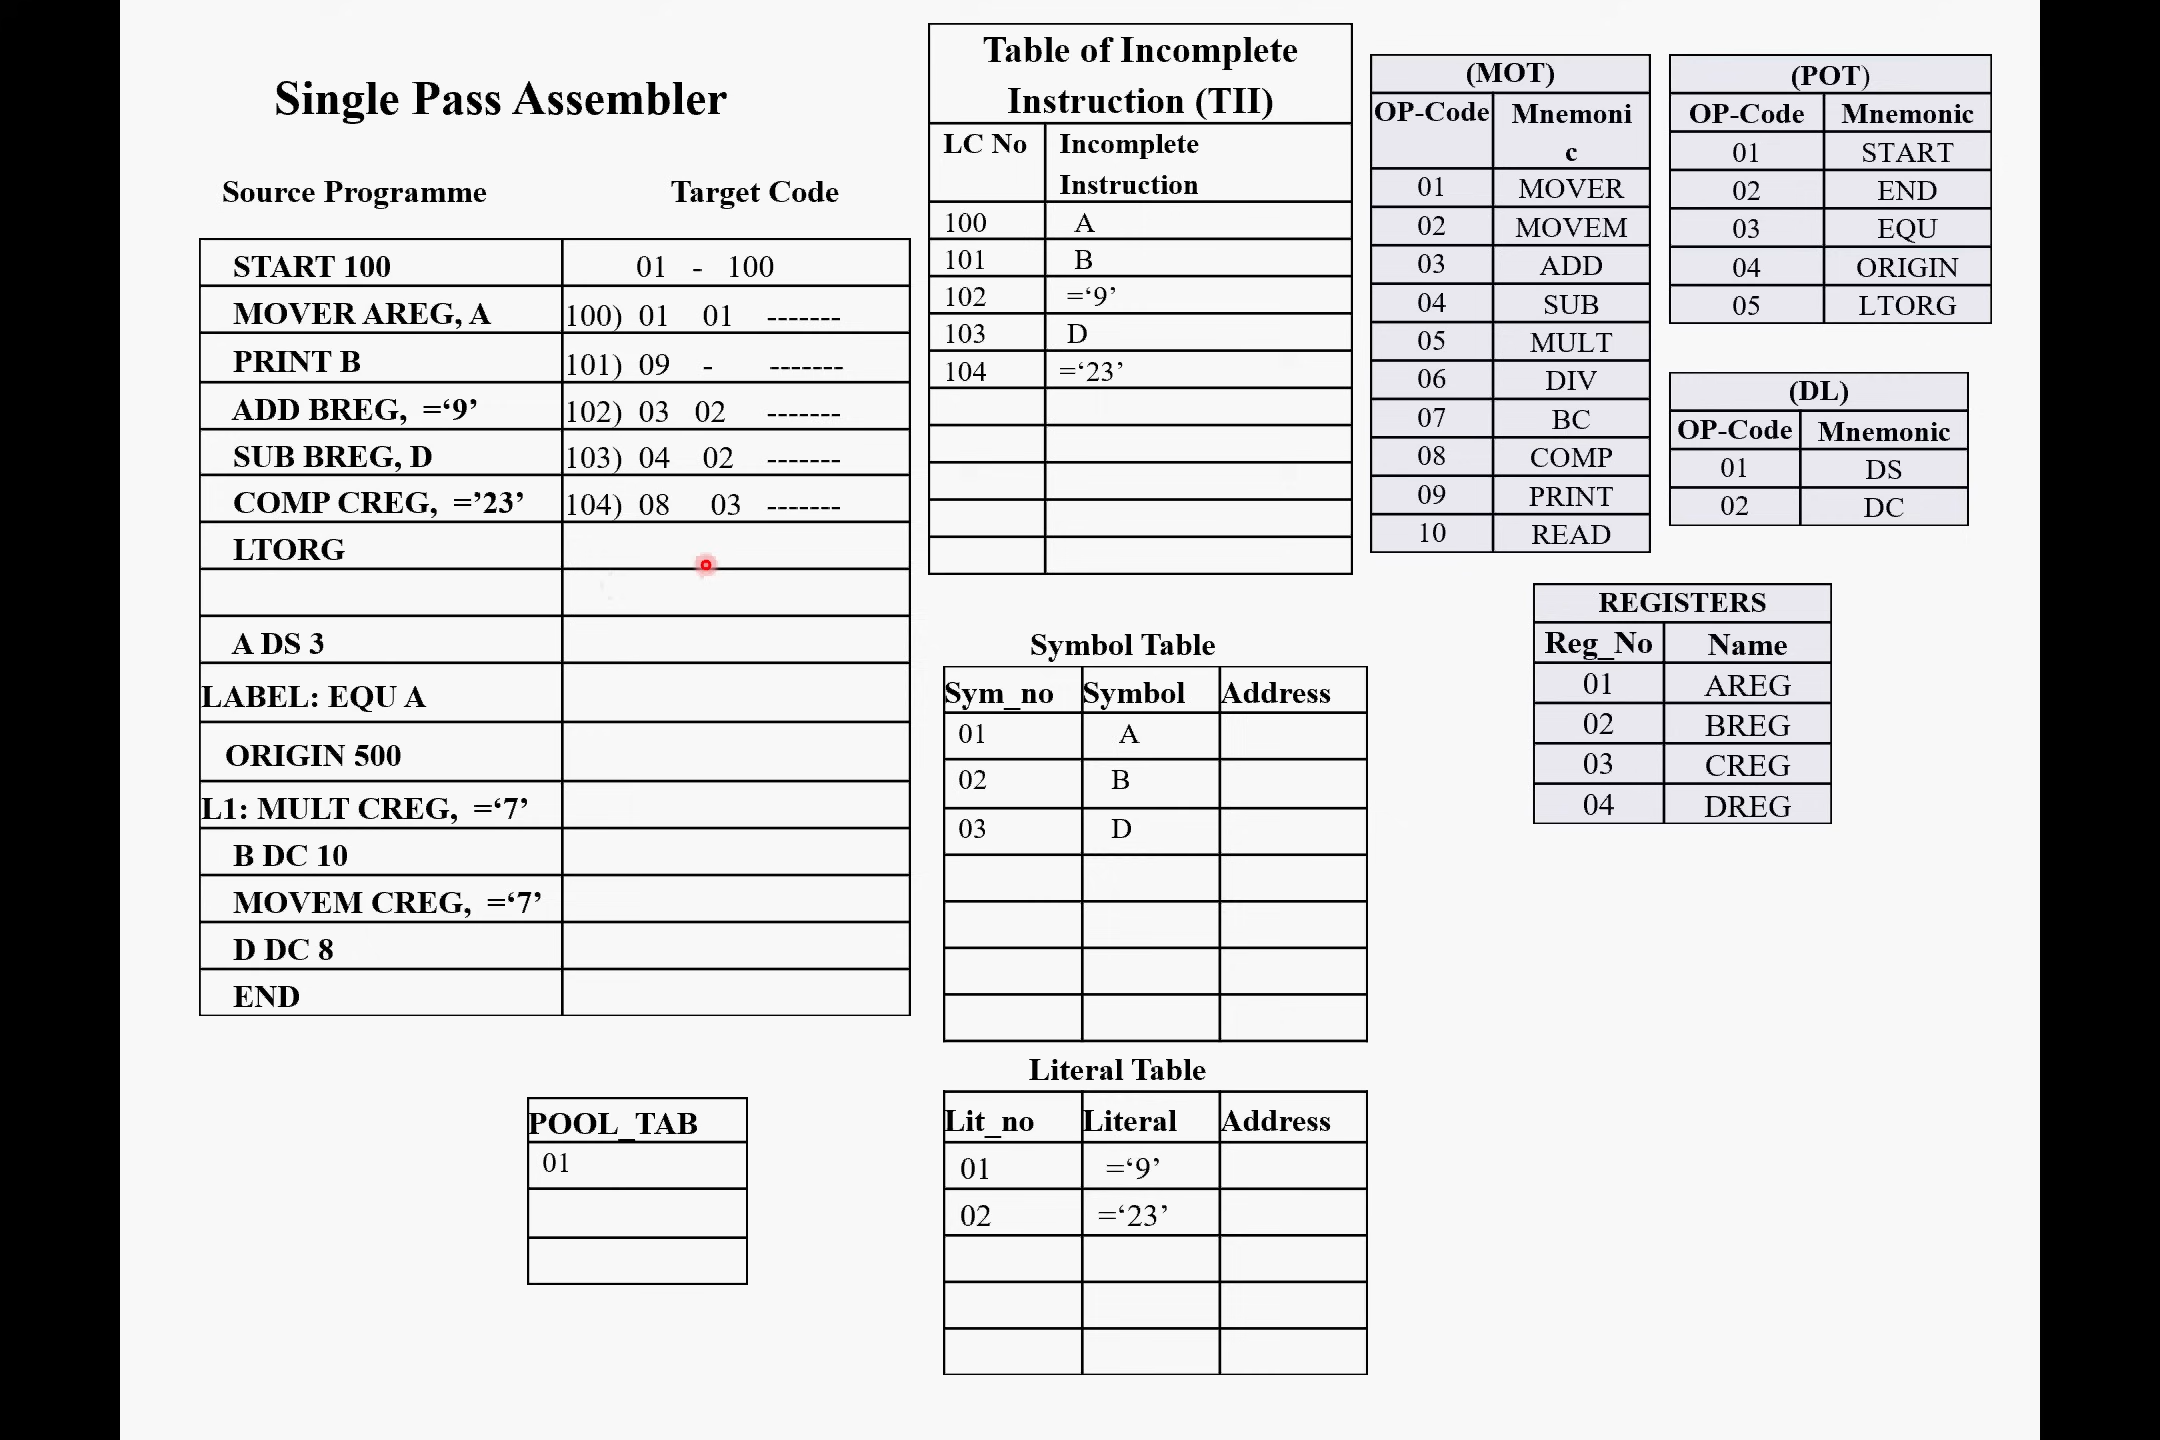 Single Pass Assembler
Source Programme Target Code
START 100 01 - 100
MOVER AREG, A 100) 01 01 -------
PRINT B 101) 09 - -------
ADD BREG, =‘9’ 102) 03 02 -------
SUB BREG, D 103) 04 02 -------
COMP CREG, =’23’ 104) 08 03 -------
LTORG
A DS 3
LABEL: EQU A
ORIGIN 500
L1: MULT CREG, =‘7’
B DC 10
MOVEM CREG, =‘7’
D DC 8
END
POOL_TAB
01
Table of Incomplete
Instruction (TII)
LC No Incomplete
Instruction
100 A
101 B
102 =‘9’
103 D
104 =‘23’
Symbol Table
Sym_no Symbol Address
01 A
02 B
03 D
Literal Table
Lit_no Literal Address
01 =‘9’
02 =‘23’
(MOT)
OP-Code Mnemoni
c
01 MOVER
02 MOVEM
03 ADD
04 SUB
05 MULT
06 DIV
07 BC
08 COMP
09 PRINT
10 READ
(POT)
OP-Code Mnemonic
01 START
02 END
03 EQU
04 ORIGIN
05 LTORG
(DL)
OP-Code Mnemonic
01 DS
02 DC
REGISTERS
Reg_No Name
01 AREG
02 BREG
03 CREG
04 DREG